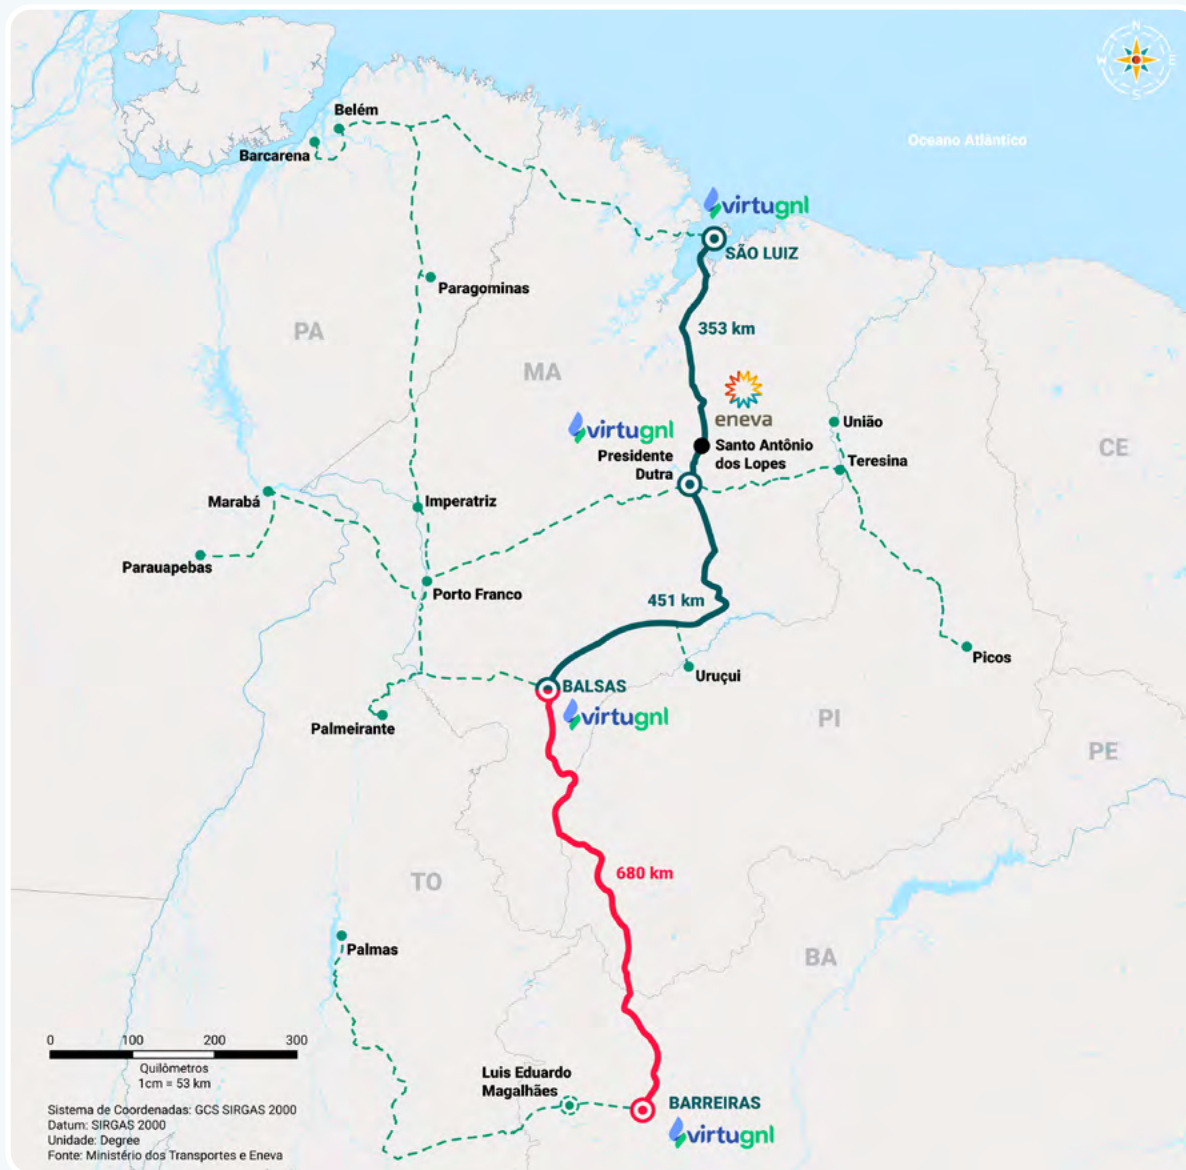 N
W
E
S
Oceano Atlântico
Belém
Barcarena
virtugnl
SÃO LUIZ
Paragominas
PA
353 km
MA
eneva
virtugnl
União
Santo Antônio
dos Lopes
Presidente
Dutra
Teresina
CE
Marabá
Imperatriz
Parauapebas
Porto Franco
451 km
Picos
Uruçui
BALSAS
virtugnl
PI
Palmeirante
PE
680 km
TO
Palmas
BA
0 100 200 300
Quilômetros
1cm = 53 km
Luis Eduardo
Magalhães
BARREIRAS
virtugnl
Sistema de Coordenadas: GCS SIRGAS 2000
Datum: SIRGAS 2000
Unidade: Degree
Fonte: Ministério dos Transportes e Eneva